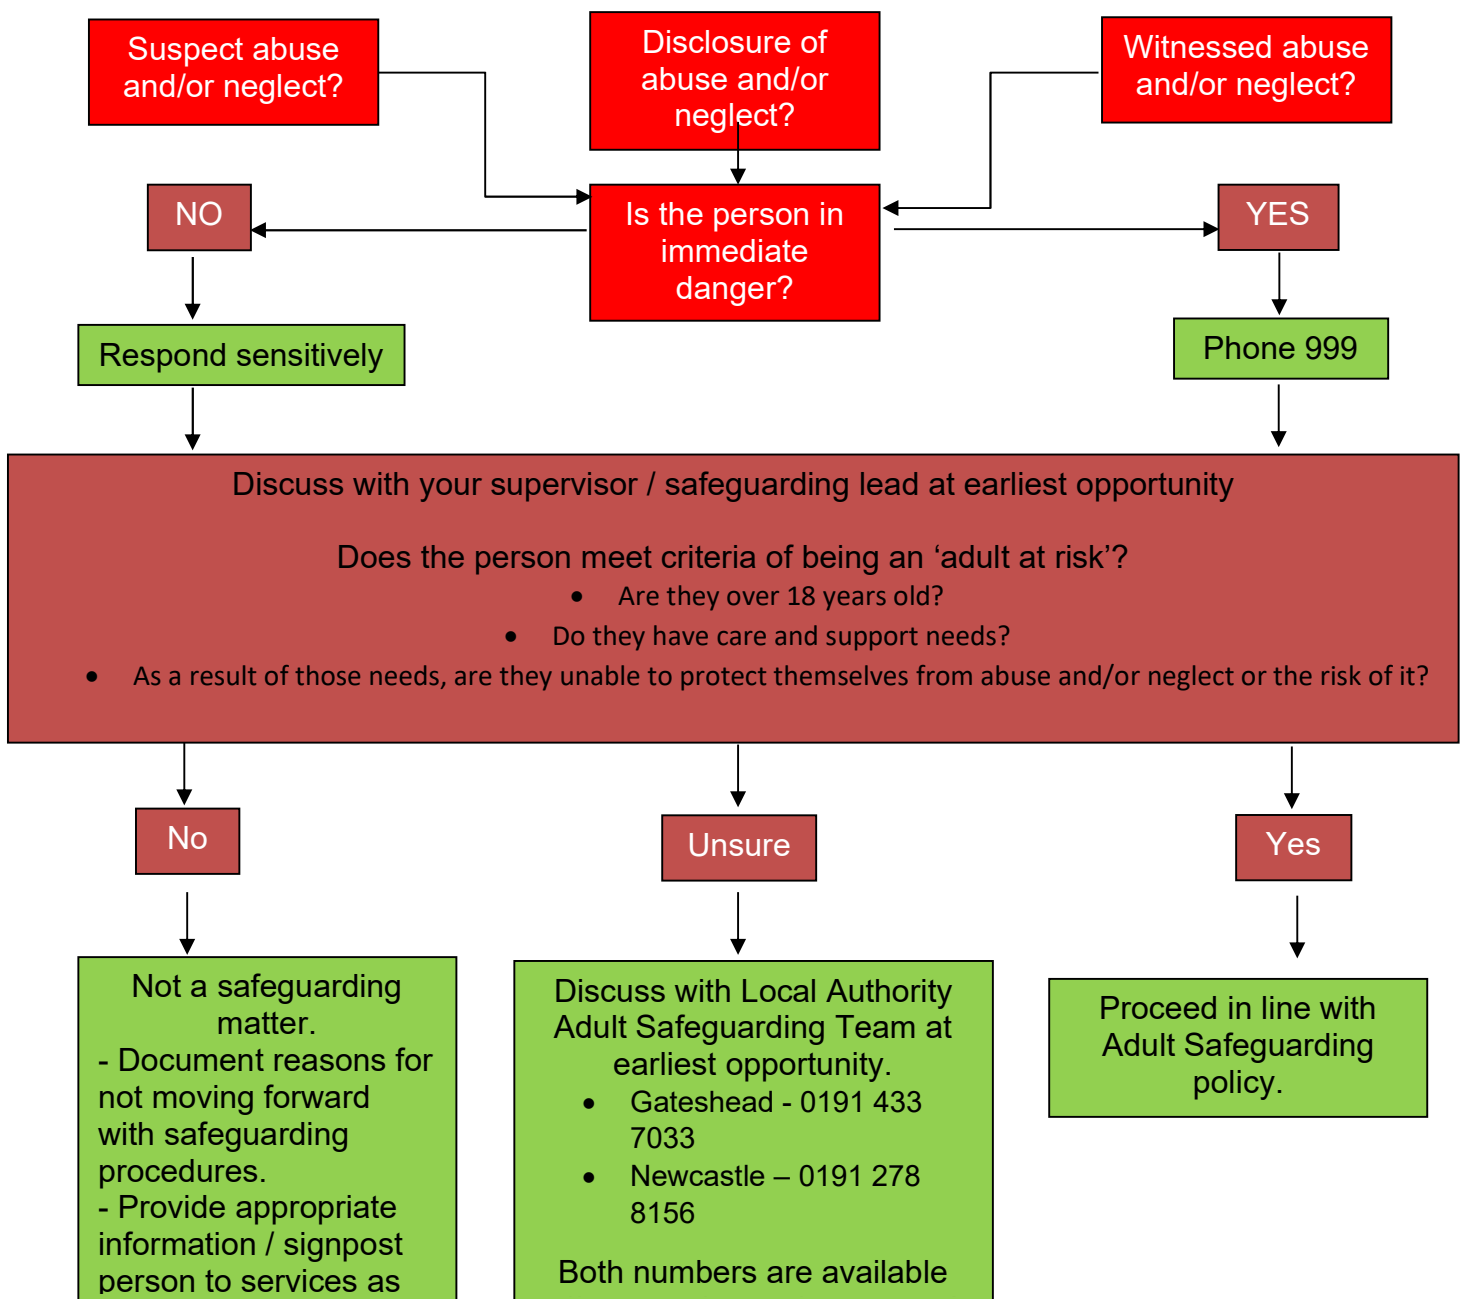 Suspect abuse
and/or neglect?
Disclosure of
abuse and/or
neglect?
Witnessed abuse
and/or neglect?
NO
Is the person in
immediate
danger?
YES
Respond sensitively
Phone 999
Discuss with your supervisor / safeguarding lead at earliest opportunity
Does the person meet criteria of being an ‘adult at risk’?
• Are they over 18 years old?
• Do they have care and support needs?
• As a result of those needs, are they unable to protect themselves from abuse and/or neglect or the risk of it?
No
Unsure
Yes
Not a safeguarding
matter.
- Document reasons for
not moving forward
with safeguarding
procedures.
- Provide appropriate
information / signpost
person to services as
Discuss with Local Authority
Adult Safeguarding Team at
earliest opportunity.
• Gateshead - 0191 433
7033
• Newcastle – 0191 278
8156
Both numbers are available
Proceed in line with
Adult Safeguarding
policy.